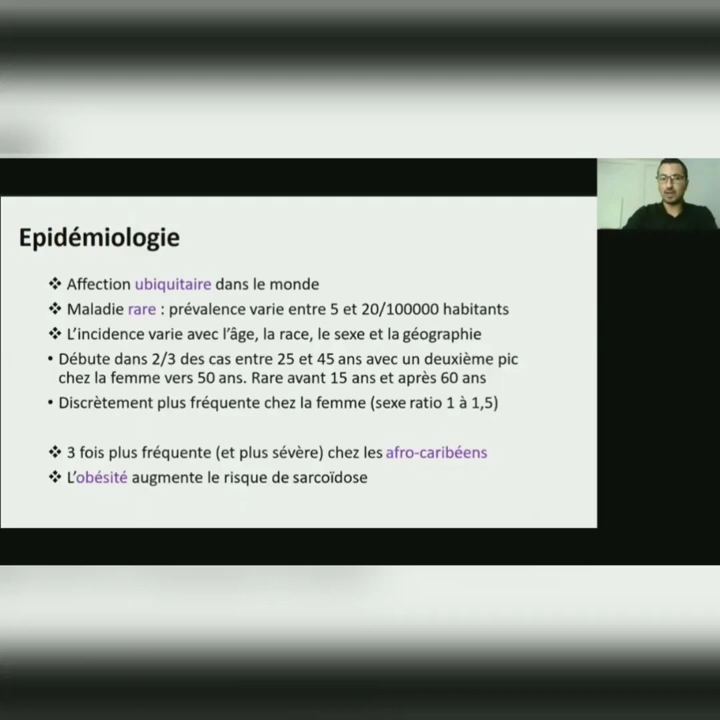 Epidémiologie
❖ Affection ubiquitaire dans le monde
❖ Maladie rare : prévalence varie entre 5 et 20/100000 habitants
❖ L'incidence varie avec l'âge, la race, le sexe et la géographie
• Débute dans 2/3 des cas entre 25 et 45 ans avec un deuxième pic
chez la femme vers 50 ans. Rare avant 15 ans et après 60 ans
• Discrètement plus fréquente chez la femme (sexe ratio 1 à 1,5)
❖ 3 fois plus fréquente (et plus sévère) chez les afro-caribéens
❖ L'obésité augmente le risque de sarcoïdose